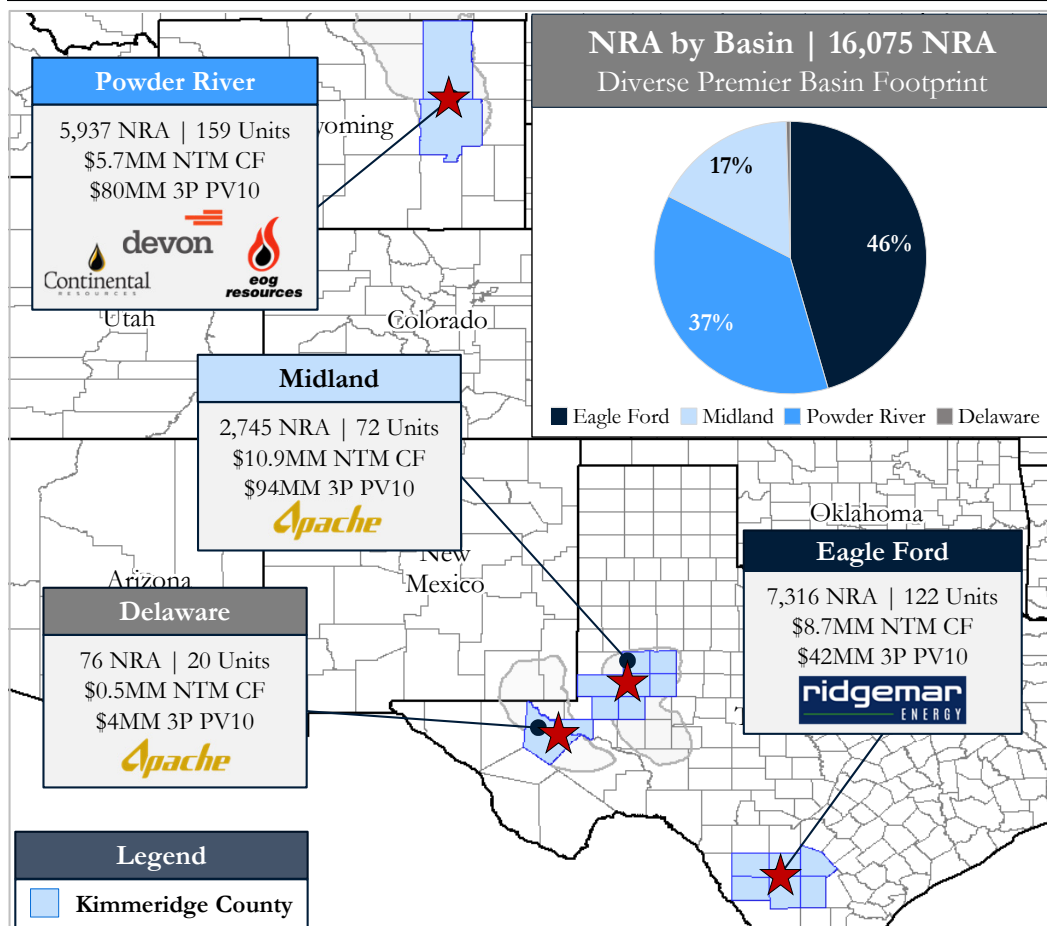 NRA by Basin | 16,075 NRA
Diverse Premier Basin Footprint
17%
46%
37%
Eagle Ford Midland Powder River Delaware
Powder River
5,937 NRA | 159 Units
$5.7MM NTM CF
$80MM 3P PV10
devon
Continental
RESOURCES
eog
resources
yoming
Utah
Colorado
Midland
2,745 NRA | 72 Units
$10.9MM NTM CF
$94MM 3P PV10
Apache
New
Mexico
Arizona
Oklahoma
Delaware
76 NRA | 20 Units
$0.5MM NTM CF
$4MM 3P PV10
Apache
Eagle Ford
7,316 NRA | 122 Units
$8.7MM NTM CF
$42MM 3P PV10
ridgemar
ENERGY
Legend
Kimmeridge County